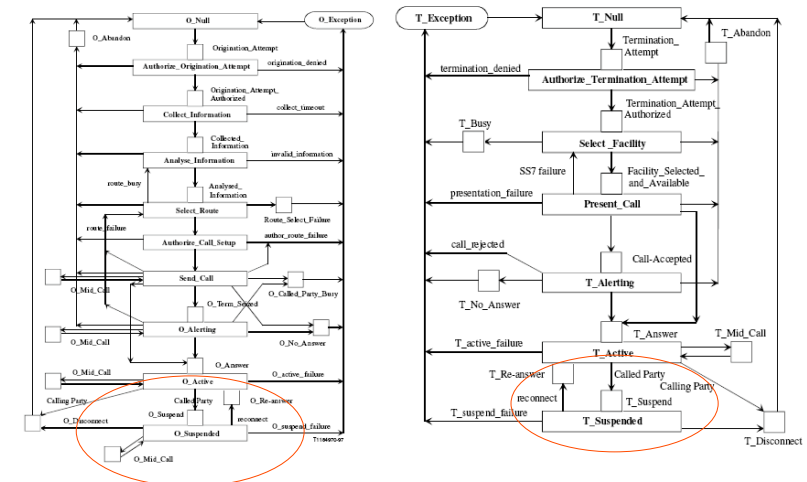 O_Null
O_Exception
O_Abandon
Origination_Attempt
Authorize_Origination_Attempt
origination_denied
Origination_Attempt_
Authorized
Collect_Information
collect_timeout
Collected_
Information
Analyse_Information
invalid_information
route_busy
Analysed_
Information
Select_Route
Route_Select_Failure
route_failure
Authorize_Call_Setup
author_route_failure
Send_Call
O_Mid_Call
O_Called_Party_Busy
O_Term_Seized
O_Alerting
O_Mid_Call
O_No_Answer
O_Answer
O_Mid_Call
O_Active
O_active_failure
Calling Party
Called Party
O_Re-answer
O_Suspend
reconnect
O_Disconnect
O_Suspended
O_suspend_failure
T1184970-97
O_Mid_Call
T_Exception
T_Null
T_Abandon
Termination_
Attempt
termination_denied
Authorize_Termination_Attempt
Termination_Attempt_
Authorized
T_Busy
Select _Facility
SS7 failure
Facility_Selected_
and_Available
presentation_failure
Present_Call
call_rejected
Call-Accepted
T_Alerting
T_No_Answer
T_Answer
T_Mid_Call
T_active_failure
T_Active
T_Re-answer
Called Party
Calling Party
reconnect
T_Suspend
T_suspend_failure
T_Suspended
T_Disconnect